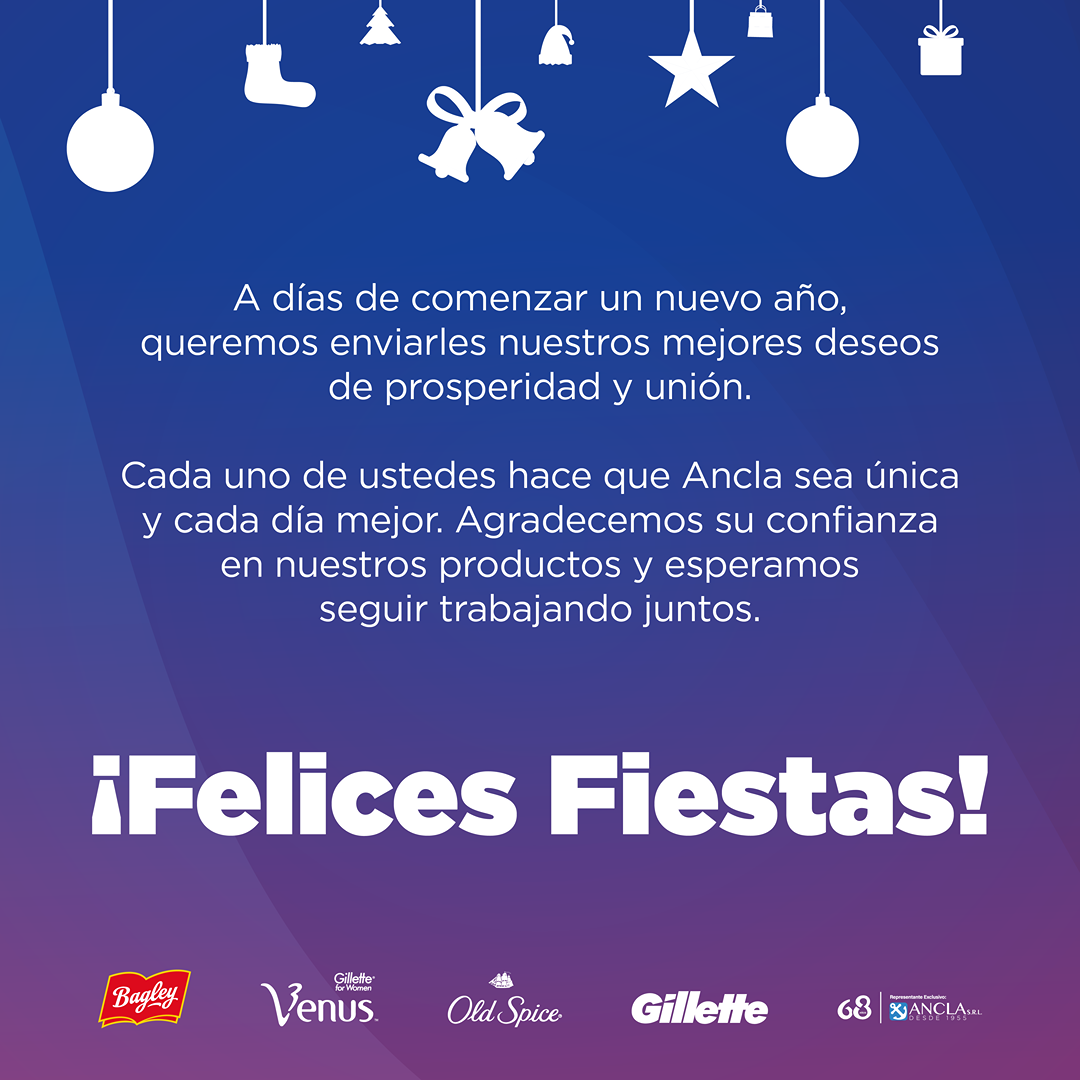 A días de comenzar un nuevo año,
queremos enviarles nuestros mejores deseos
de prosperidad y unión.
Cada uno de ustedes hace que Ancla sea única
y cada día mejor. Agradecemos su confianza
en nuestros productos y esperamos
seguir trabajando juntos.
¡Felices Fiestas!
Bagley
Gillette®
for Women
Venus™
Old Spice®
Gillette
68
Representante Exclusivo:
ANCLA S.R.L.
DESDE 1955